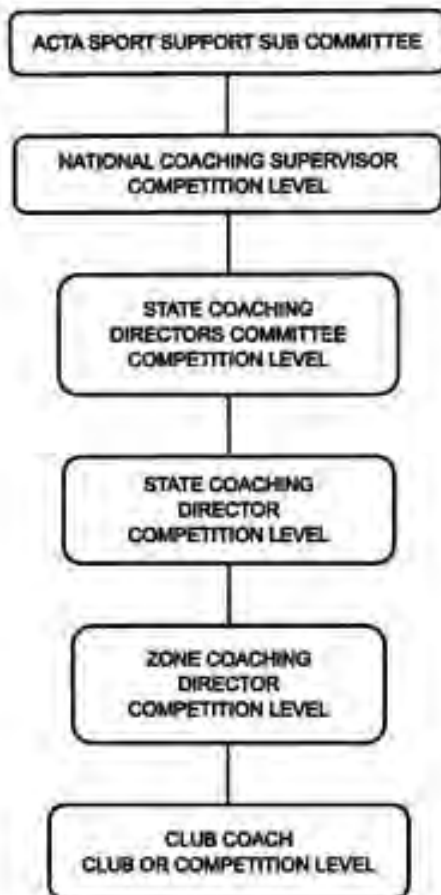 ACTA SPORT SUPPORT SUB COMMITTEE
NATIONAL COACHING SUPERVISOR
COMPETITION LEVEL
STATE COACHING
DIRECTORS COMMITTEE
COMPETITION LEVEL
STATE COACHING
DIRECTOR
COMPETITION LEVEL
ZONE COACHING
DIRECTOR
COMPETITION LEVEL
CLUB COACH
CLUB OR COMPETITION LEVEL